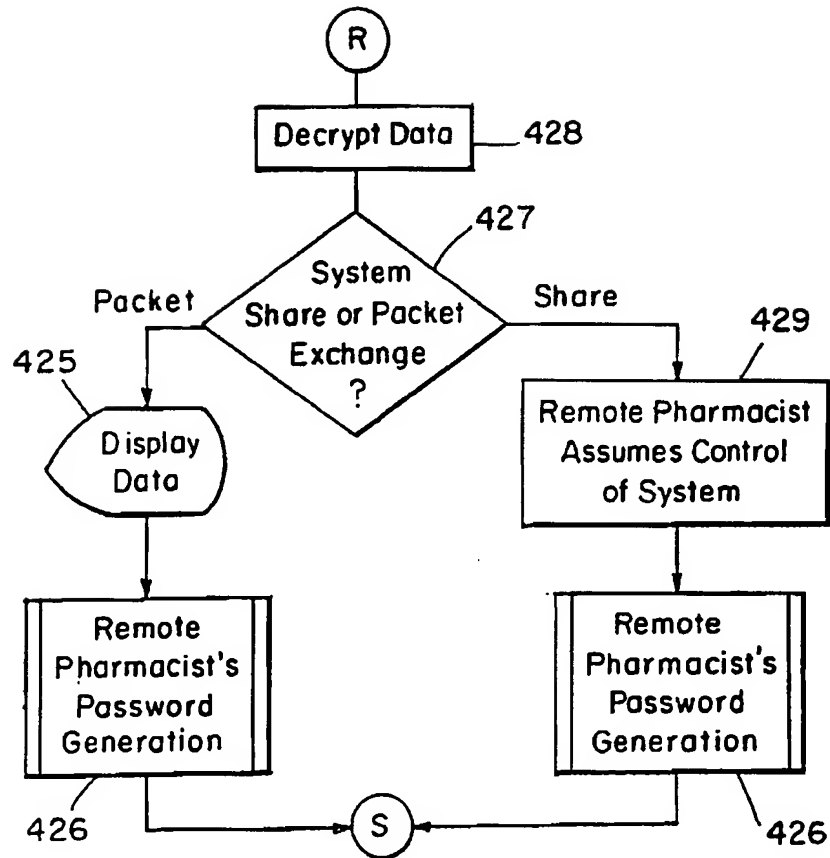 R
Decrypt Data
428
427
System
Share or Packet
Exchange
?
Packet
Share
425
Display
Data
429
Remote Pharmacist
Assumes Control
of System
Remote
Pharmacist's
Password
Generation
426
Remote
Pharmacist's
Password
Generation
426
S